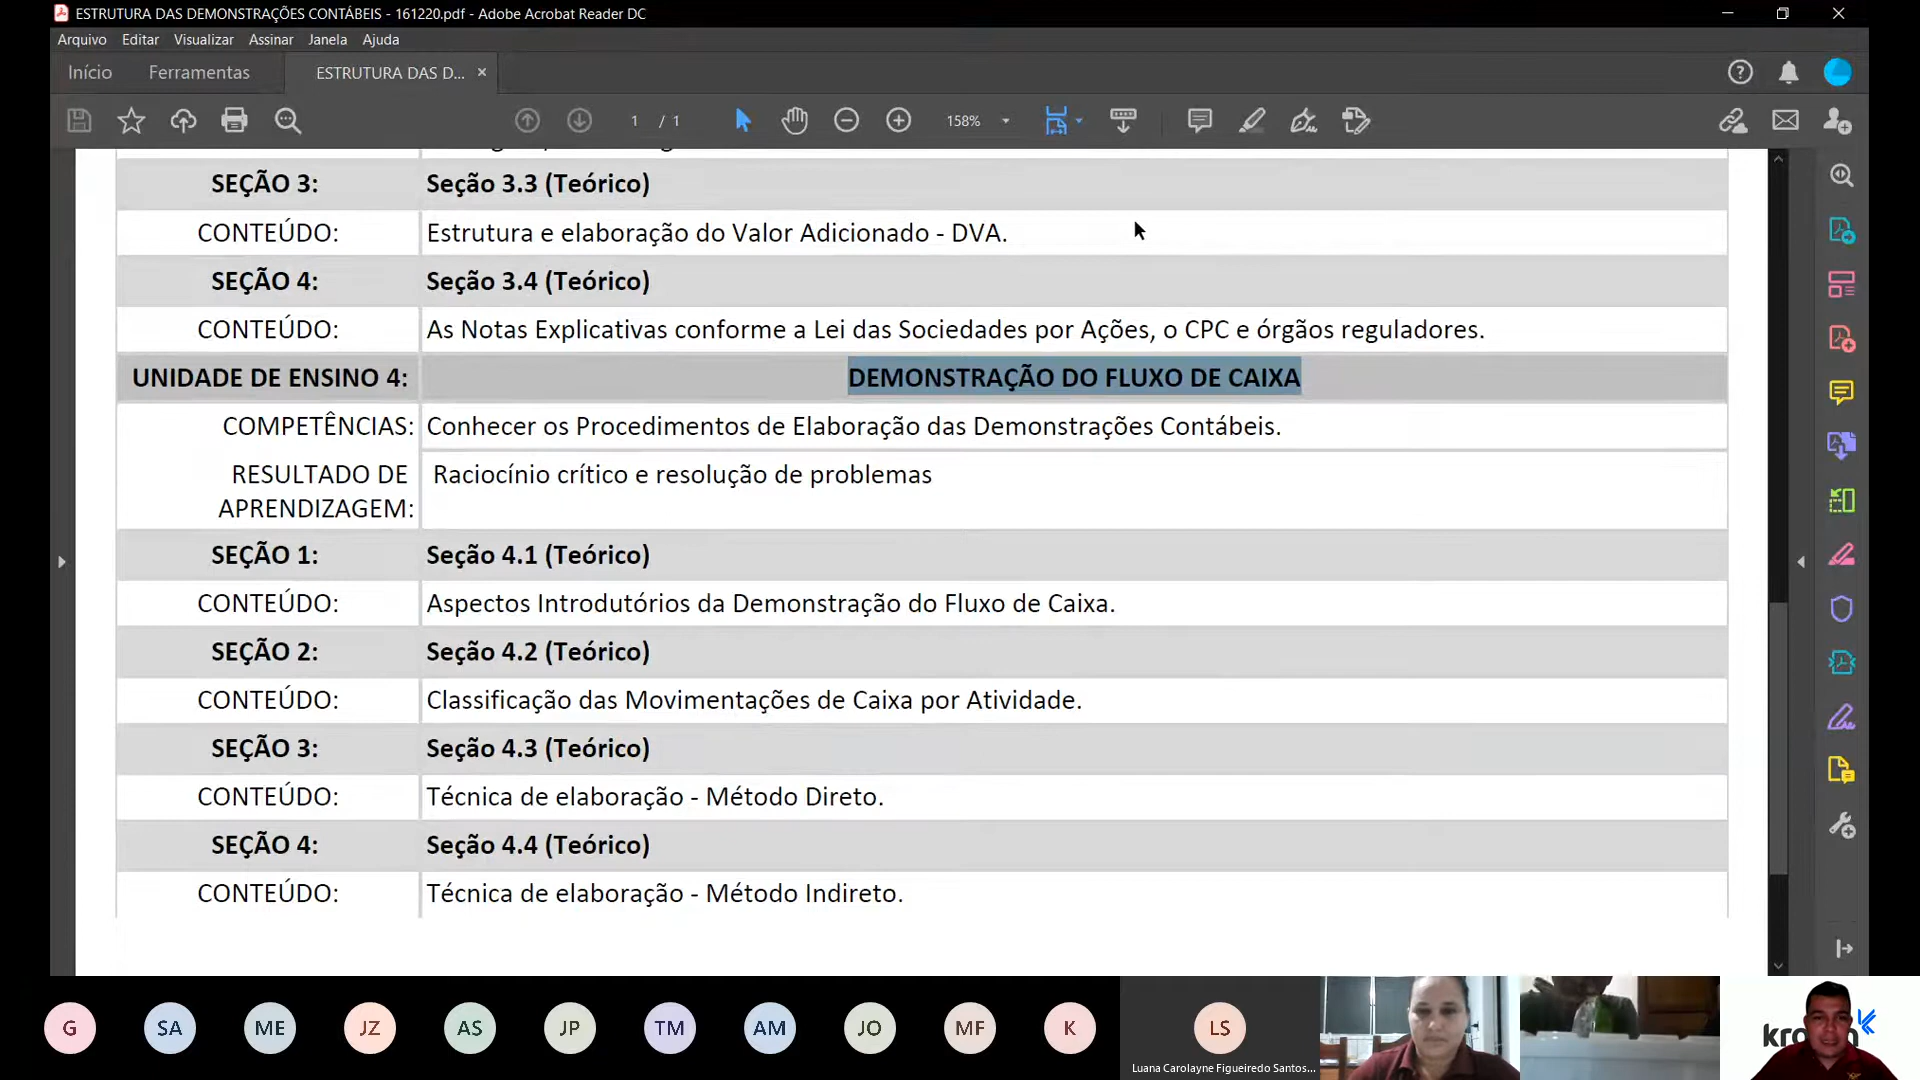 ESTRUTURA DAS DEMONSTRAÇÕES CONTÁBEIS - 161220.pdf - Adobe Acrobat Reader DC
Arquivo Editar Visualizar Assinar Janela Ajuda
Início Ferramentas ESTRUTURA DAS D...
1 / 1 158%
SEÇÃO 3: Seção 3.3 (Teórico)
CONTEÚDO: Estrutura e elaboração do Valor Adicionado - DVA.
SEÇÃO 4: Seção 3.4 (Teórico)
CONTEÚDO: As Notas Explicativas conforme a Lei das Sociedades por Ações, o CPC e órgãos reguladores.
UNIDADE DE ENSINO 4: DEMONSTRAÇÃO DO FLUXO DE CAIXA
COMPETÊNCIAS: Conhecer os Procedimentos de Elaboração das Demonstrações Contábeis.
RESULTADO DE Raciocínio crítico e resolução de problemas
APRENDIZAGEM:
SEÇÃO 1: Seção 4.1 (Teórico)
CONTEÚDO: Aspectos Introdutórios da Demonstração do Fluxo de Caixa.
SEÇÃO 2: Seção 4.2 (Teórico)
CONTEÚDO: Classificação das Movimentações de Caixa por Atividade.
SEÇÃO 3: Seção 4.3 (Teórico)
CONTEÚDO: Técnica de elaboração - Método Direto.
SEÇÃO 4: Seção 4.4 (Teórico)
CONTEÚDO: Técnica de elaboração - Método Indireto.
G SA ME JZ AS JP TM AM JO MF K LS
Luana Carolayne Figueiredo Santos...